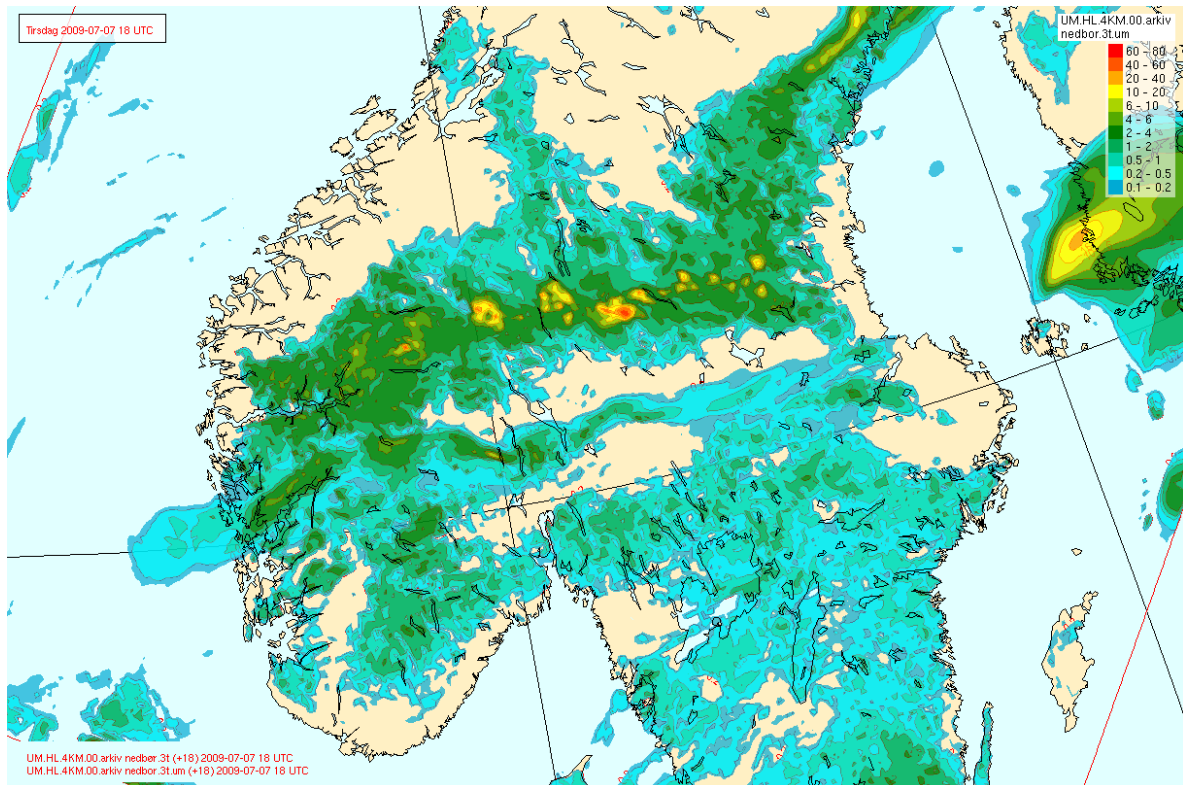 Tirsdag 2009-07-07 18 UTC
UM.HL.4KM.00.arkiv
nedbor.3t.um
60 - 80
40 - 60
20 - 40
10 - 20
6 - 10
4 - 6
2 - 4
1 - 2
0.5 - 1
0.2 - 0.5
0.1 - 0.2
UM.HL.4KM.00.arkiv nedbør.3t (+18) 2009-07-07 18 UTC
UM.HL.4KM.00.arkiv nedbor.3t.um (+18) 2009-07-07 18 UTC